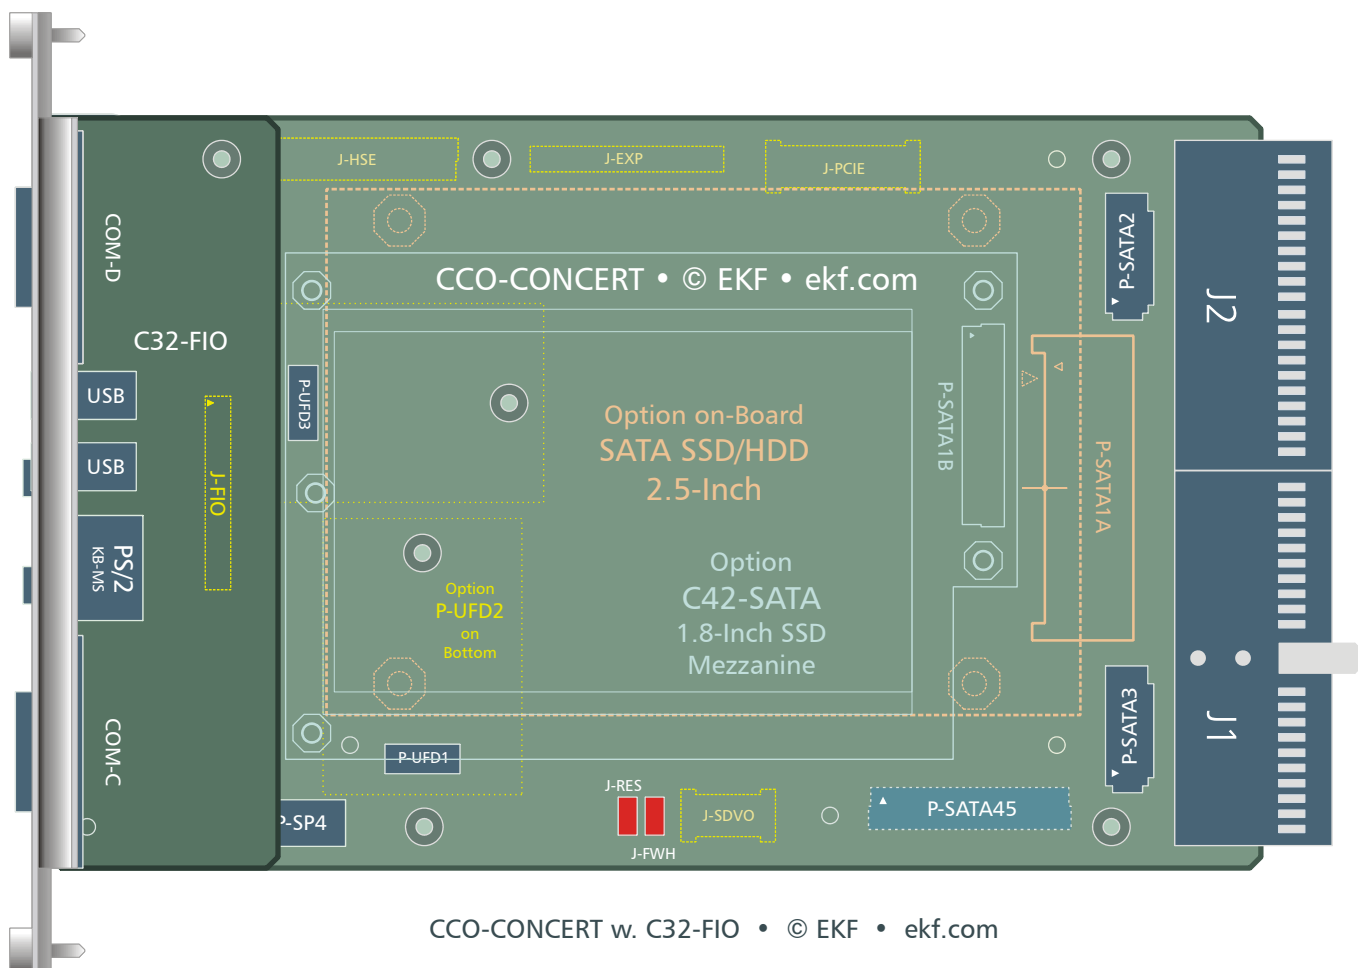 J-HSE
J-EXP
J-PCIE
COM-D
P-SATA2
CCO-CONCERT • © EKF • ekf.com
J2
C32-FIO
USB
P-UFD3
Option on-Board
SATA SSD/HDD
2.5-Inch
P-SATA1B
P-SATA1A
USB
J-FIO
PS/2
KB-MS
Option
P-UFD2
on
Bottom
Option
C42-SATA
1.8-Inch SSD
Mezzanine
COM-C
P-UFD1
P-SATA3
J1
J-RES
P-SP4
J-SDVO
P-SATA45
J-FWH
CCO-CONCERT w. C32-FIO • © EKF • ekf.com